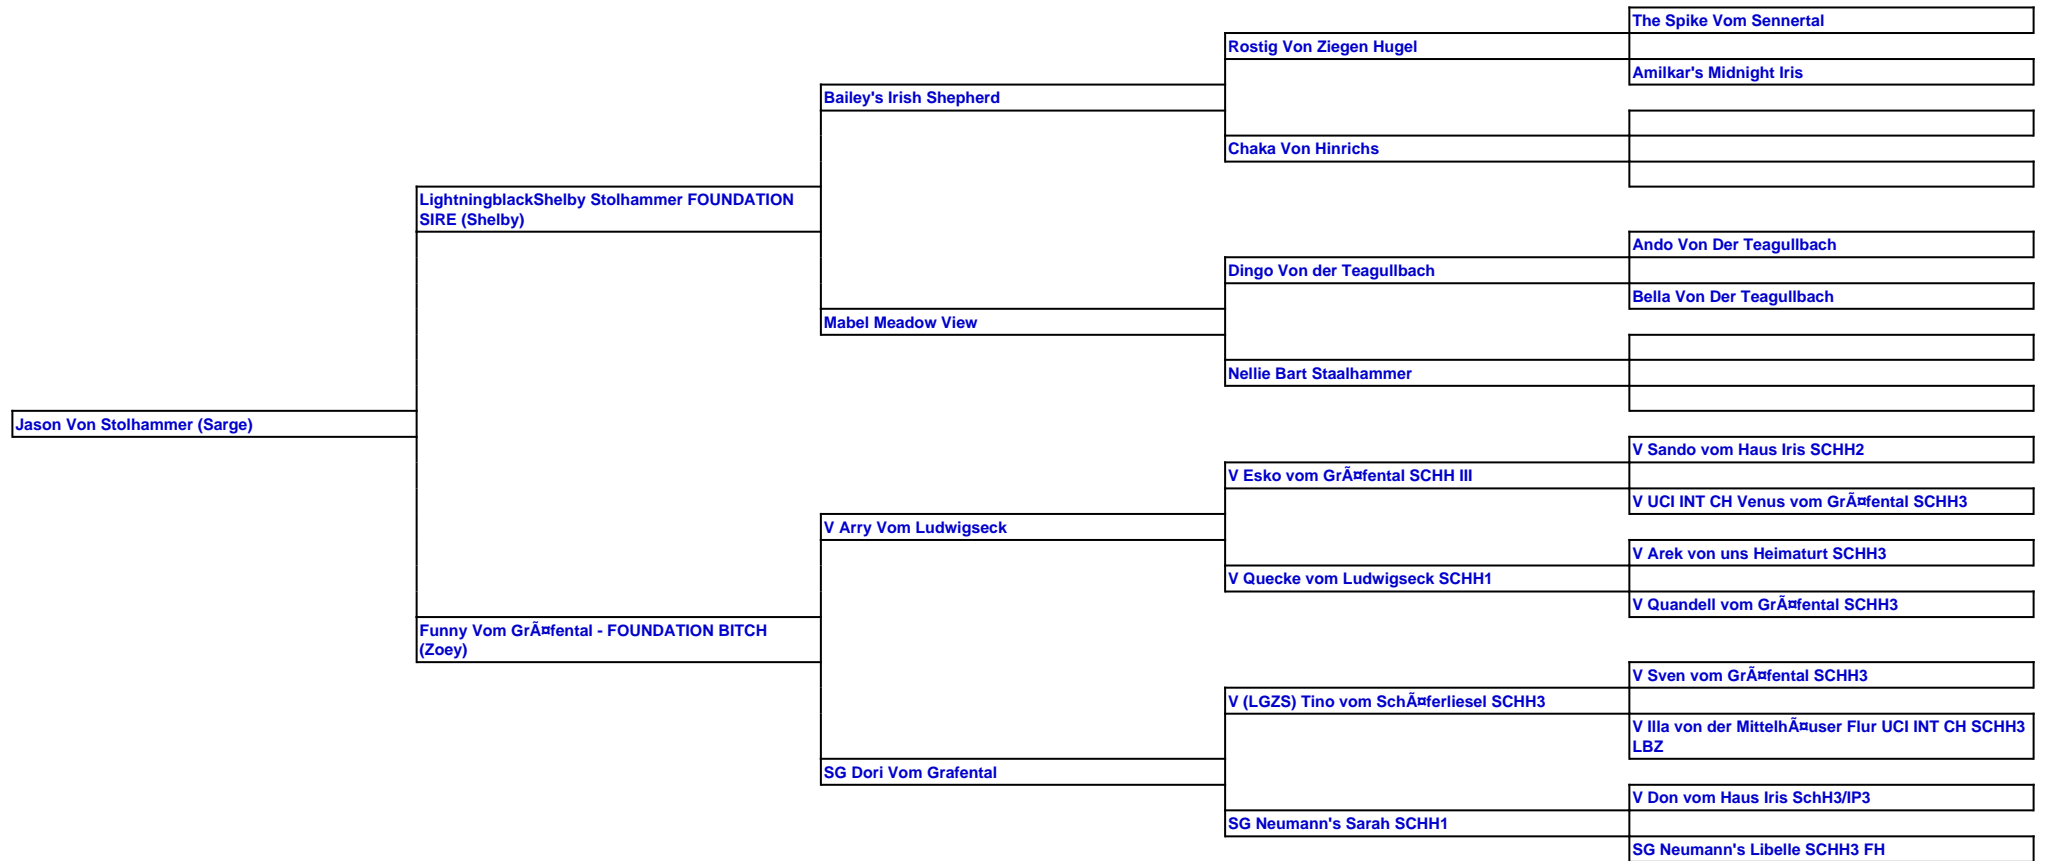 The Spike Vom Sennertal
Rostig Von Ziegen Hugel
Amilkar's Midnight Iris
Bailey's Irish Shepherd
Chaka Von Hinrichs
LightningblackShelby Stolhammer FOUNDATION
SIRE (Shelby)
Ando Von Der Teagullbach
Dingo Von der Teagullbach
Bella Von Der Teagullbach
Mabel Meadow View
Nellie Bart Staalhammer
Jason Von Stolhammer (Sarge)
V Sando vom Haus Iris SCHH2
V Esko vom GrÃ¤fental SCHH III
V UCI INT CH Venus vom GrÃ¤fental SCHH3
V Arry Vom Ludwigseck
V Arek von uns Heimaturt SCHH3
V Quecke vom Ludwigseck SCHH1
V Quandell vom GrÃ¤fental SCHH3
Funny Vom GrÃ¤fental - FOUNDATION BITCH
(Zoey)
V Sven vom GrÃ¤fental SCHH3
V (LGZS) Tino vom SchÃ¤ferliesel SCHH3
V Illa von der MittelhÃ¤user Flur UCI INT CH SCHH3
LBZ
SG Dori Vom Grafental
V Don vom Haus Iris SchH3/IP3
SG Neumann's Sarah SCHH1
SG Neumann's Libelle SCHH3 FH